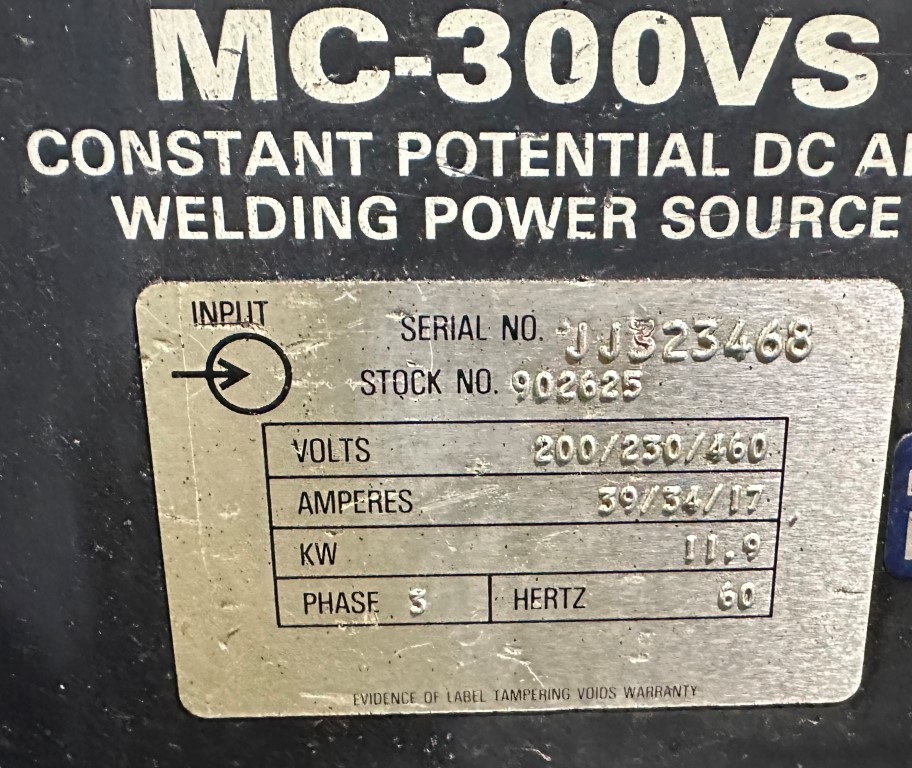 MC-300VS
CONSTANT POTENTIAL DC
WELDING POWER SOURCE
INPUT
SERIAL NO. JJ323468
STOCK NO. 902625
VOLTS 200/230/460
AMPERES 39/34/17
KW 11.9
PHASE 3 HERTZ 60
EVIDENCE OF LABEL TAMPERING VOIDS WARRANTY